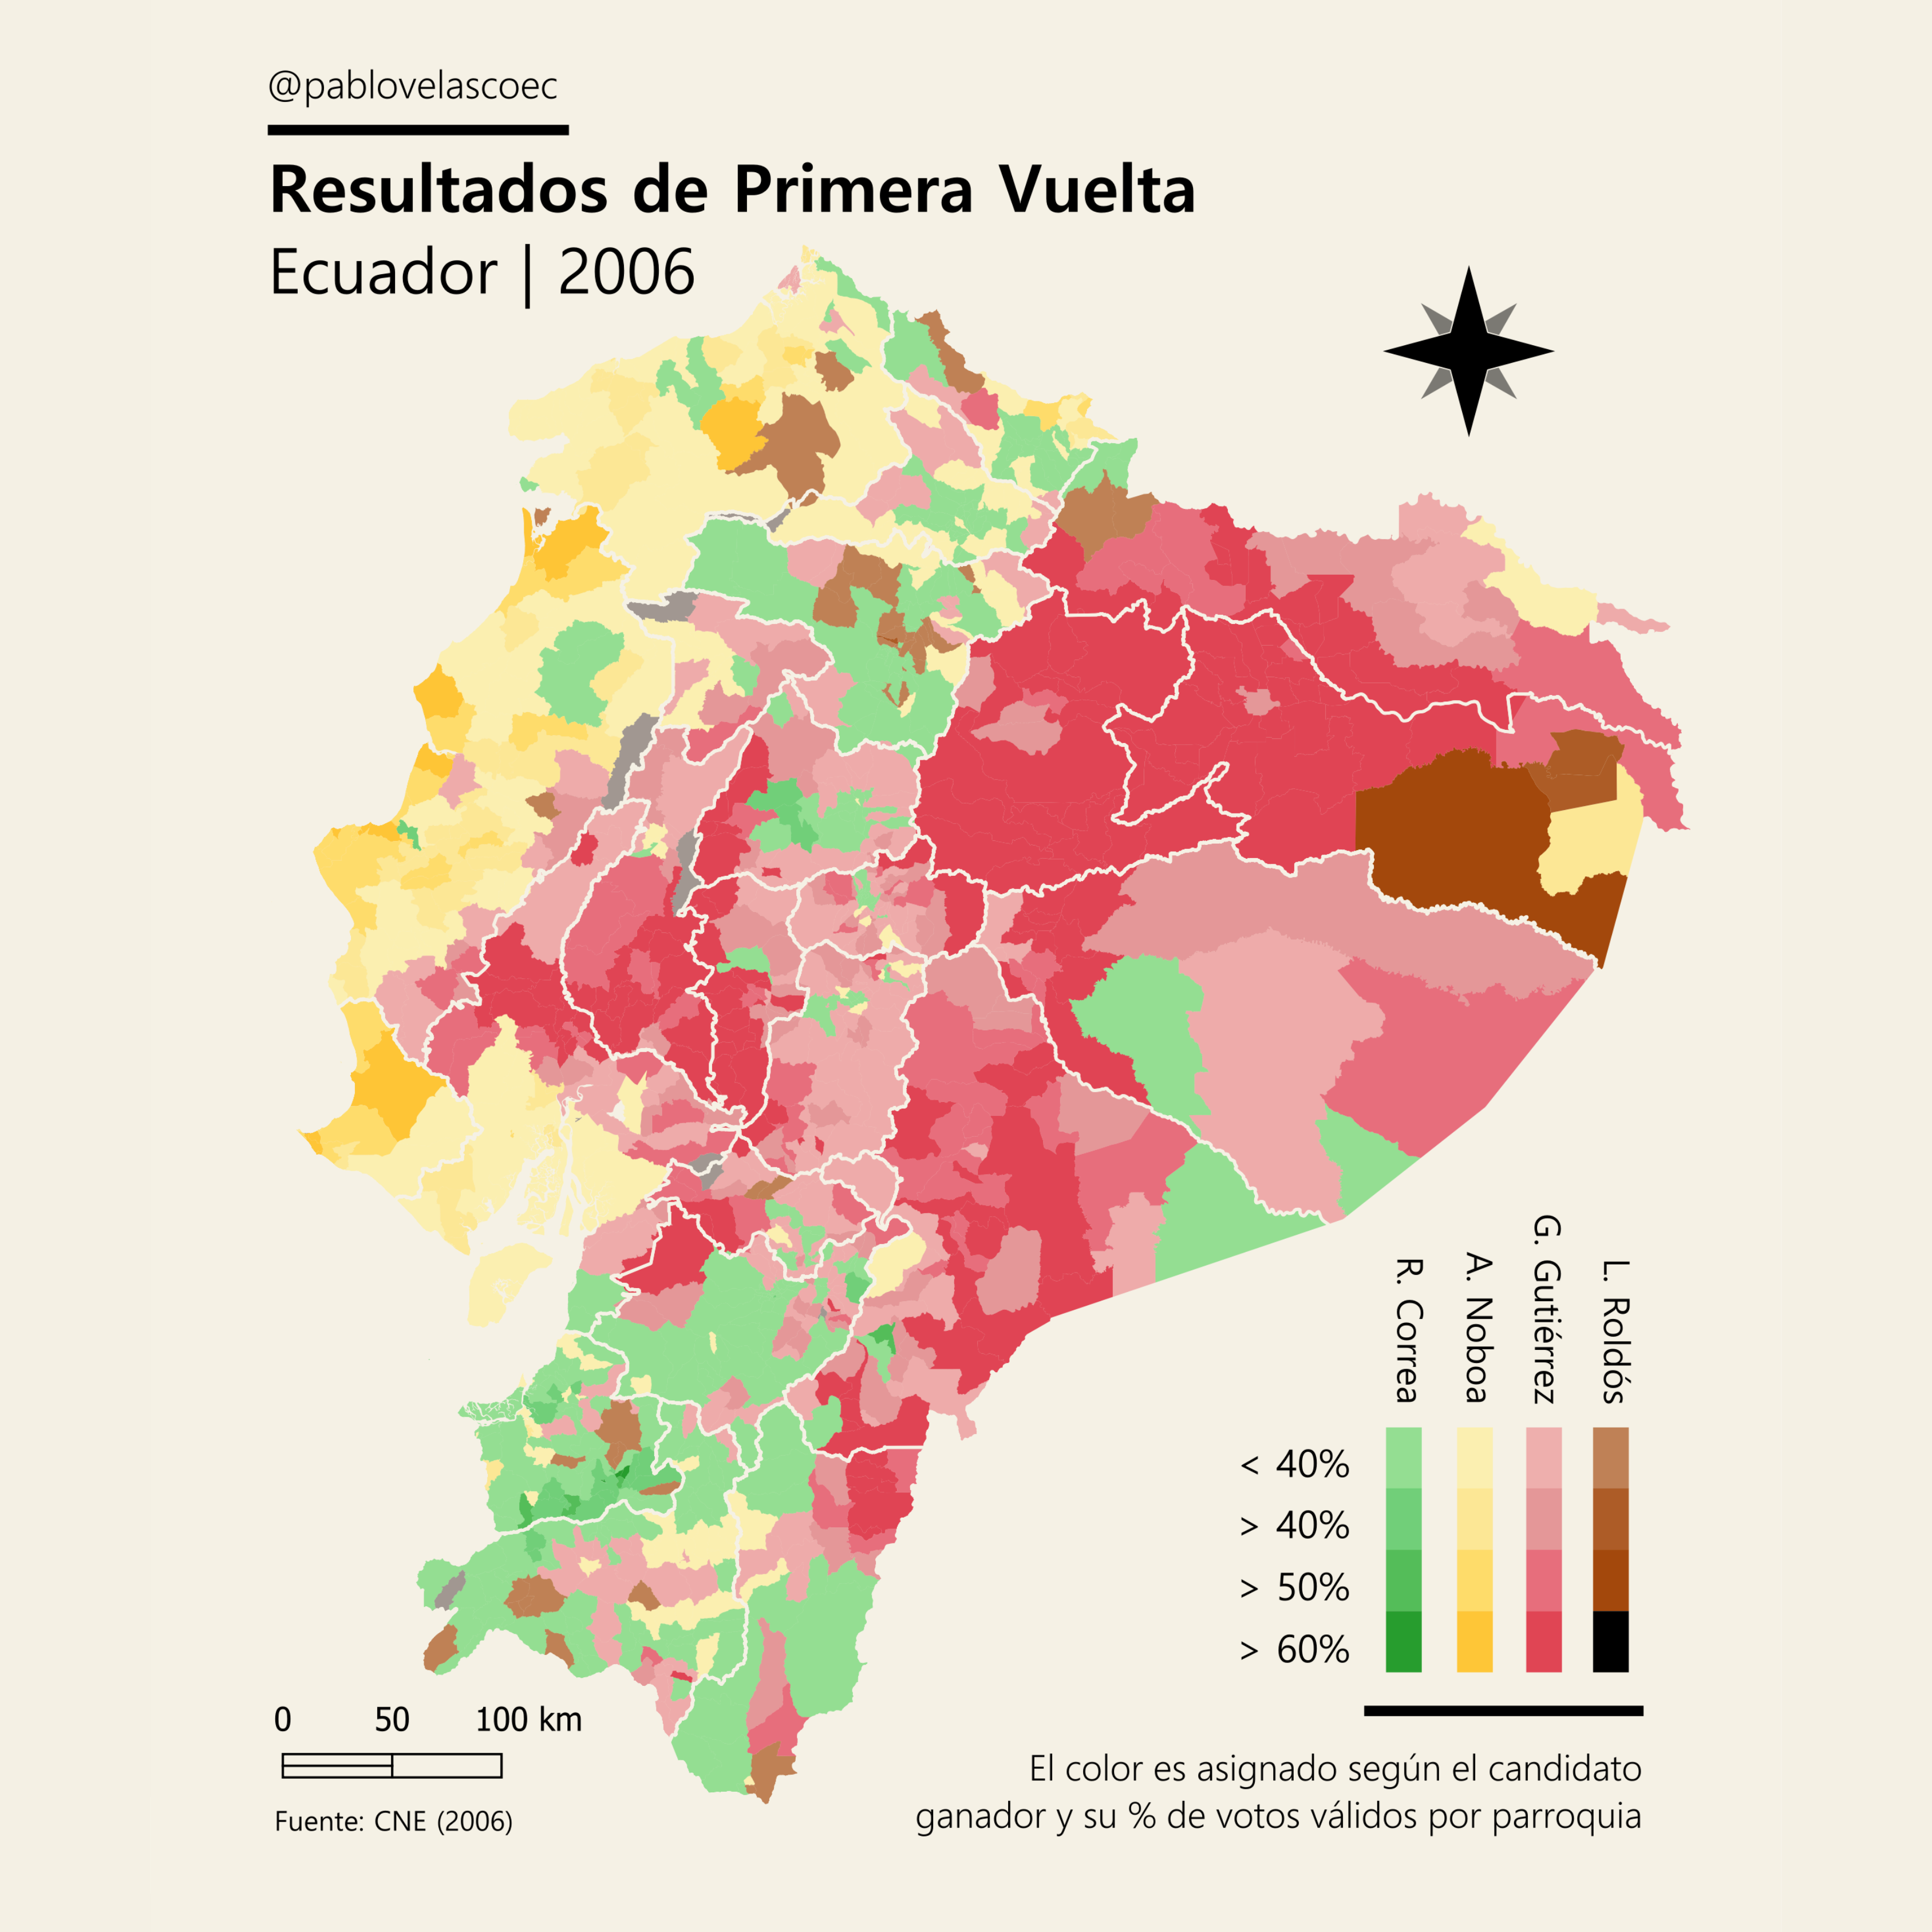 @pablovelascoec
Resultados de Primera Vuelta
Ecuador | 2006
R. Correa
A. Noboa
G. Gutiérrez
L. Roldós
< 40%
> 40%
> 50%
> 60%
0 50 100 km
Fuente: CNE (2006)
El color es asignado según el candidato
ganador y su % de votos válidos por parroquia